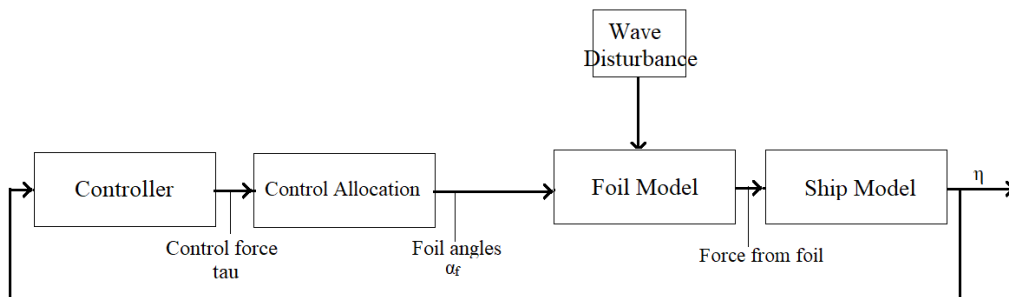 Wave
Disturbance
Controller
Control Allocation
Foil Model
Ship Model
η
Control force
tau
Foil angles
αf
Force from foil